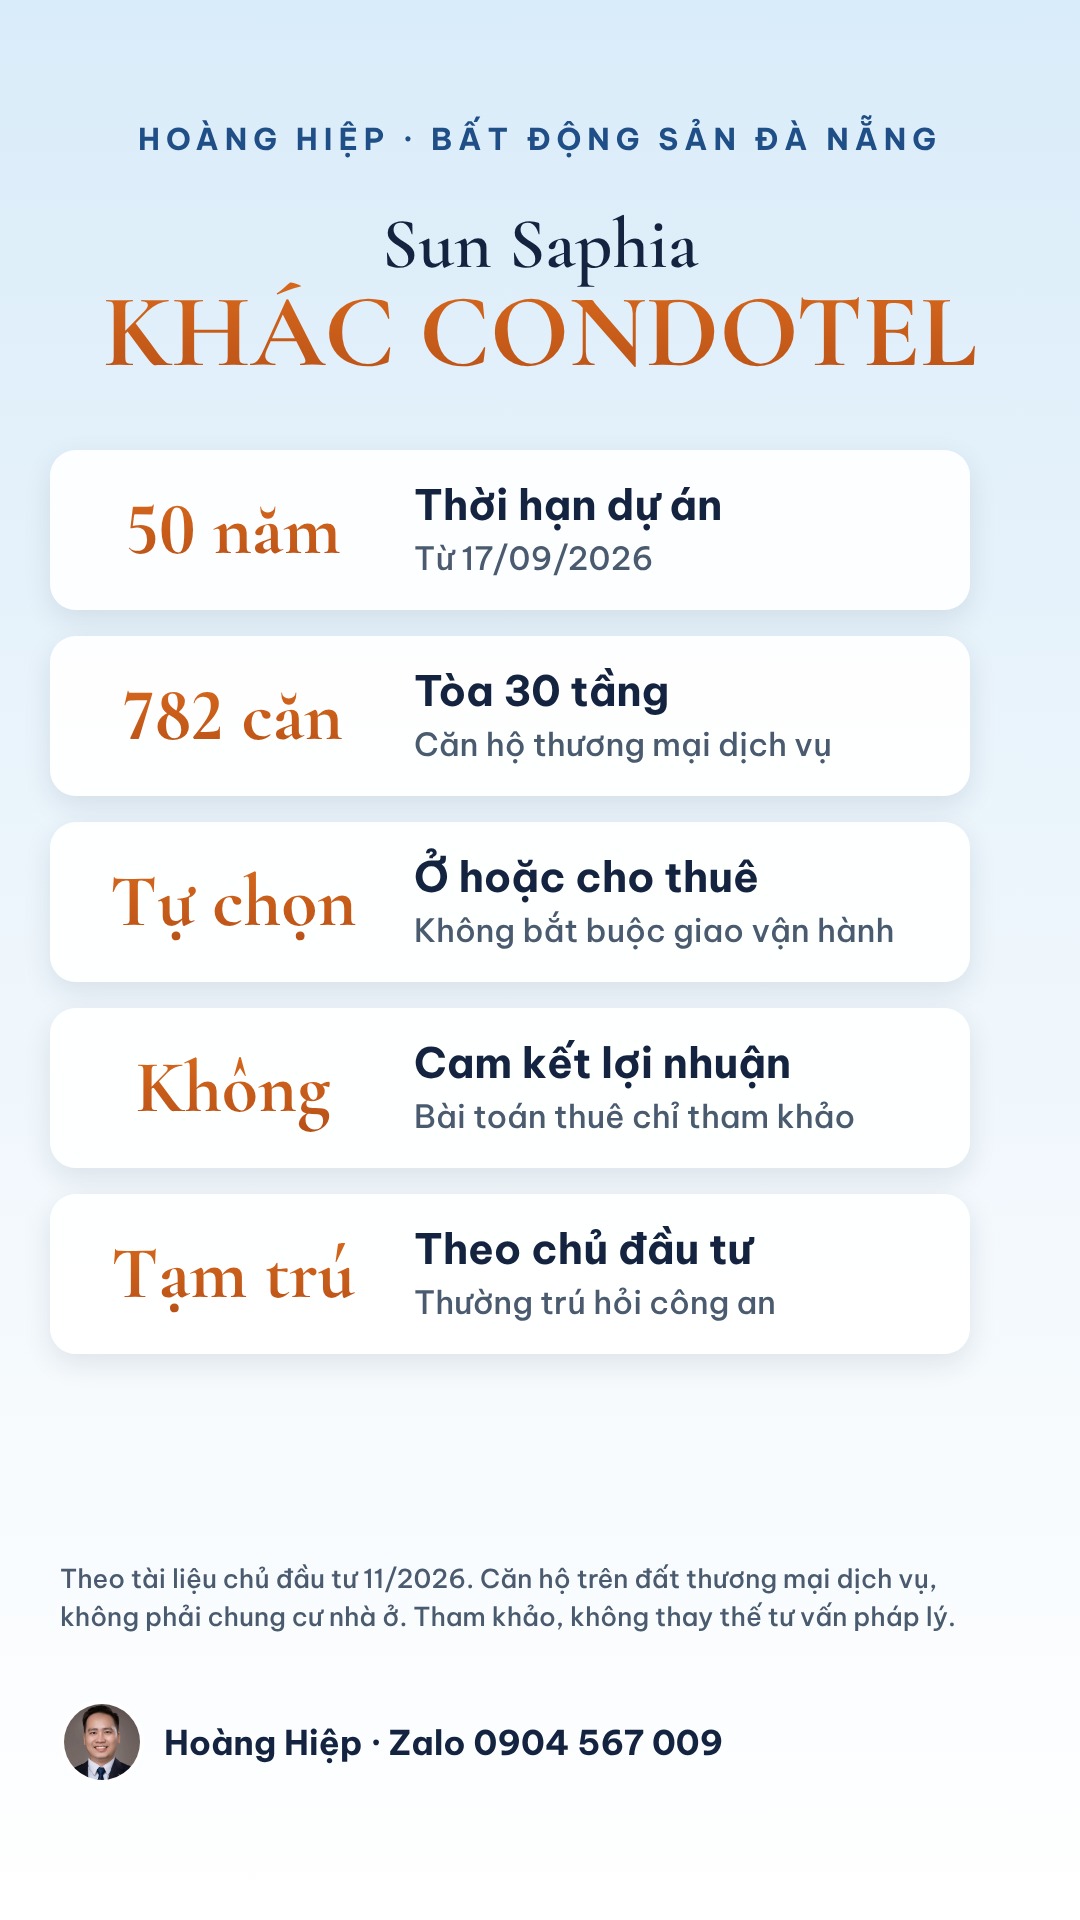 HOÀNG HIỆP · BẤT ĐỘNG SẢN ĐÀ NẴNG
Sun Saphia
KHÁC CONDOTEL
50 năm
Thời hạn dự án
Từ 17/09/2026
782 căn
Tòa 30 tầng
Căn hộ thương mại dịch vụ
Tự chọn
Ở hoặc cho thuê
Không bắt buộc giao vận hành
Không
Cam kết lợi nhuận
Bài toán thuê chỉ tham khảo
Tạm trú
Theo chủ đầu tư
Thường trú hỏi công an
Theo tài liệu chủ đầu tư 11/2026. Căn hộ trên đất thương mại dịch vụ,
không phải chung cư nhà ở. Tham khảo, không thay thế tư vấn pháp lý.
Hoàng Hiệp · Zalo 0904 567 009